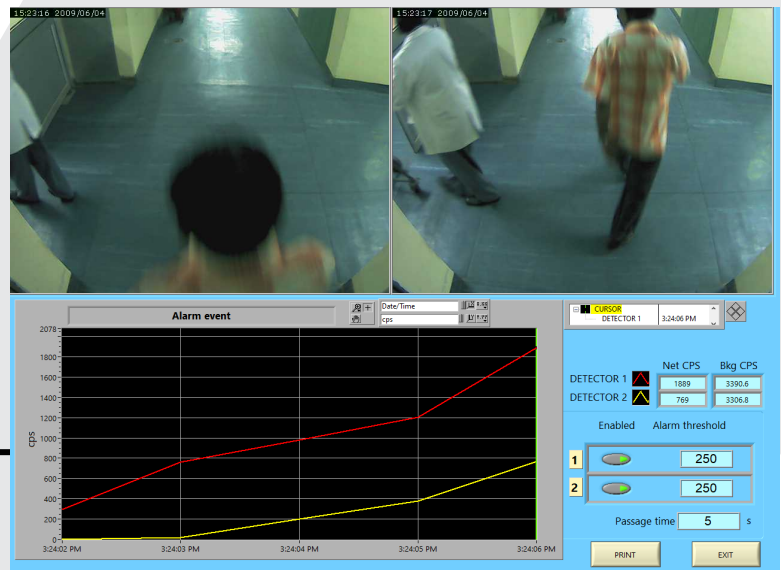 15:23:16 2009/06/04
15:23:17 2009/06/04
Alarm event
Date/Time
cps
CURSOR
DETECTOR 1 3:24:06 PM
2078
1800
1600
1400
1200
1000
800
600
400
200
0
cps
3:24:02 PM 3:24:03 PM 3:24:04 PM 3:24:05 PM 3:24:06 PM
Net CPS Bkg CPS
DETECTOR 1 1889 3390.6
DETECTOR 2 769 3306.8
Enabled Alarm threshold
1 250
2 250
Passage time 5 s
PRINT EXIT